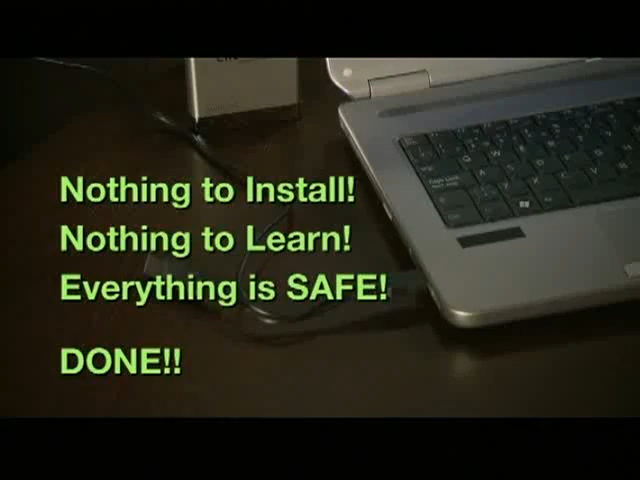 Nothing to Install!
Nothing to Learn!
Everything is SAFE!
DONE!!